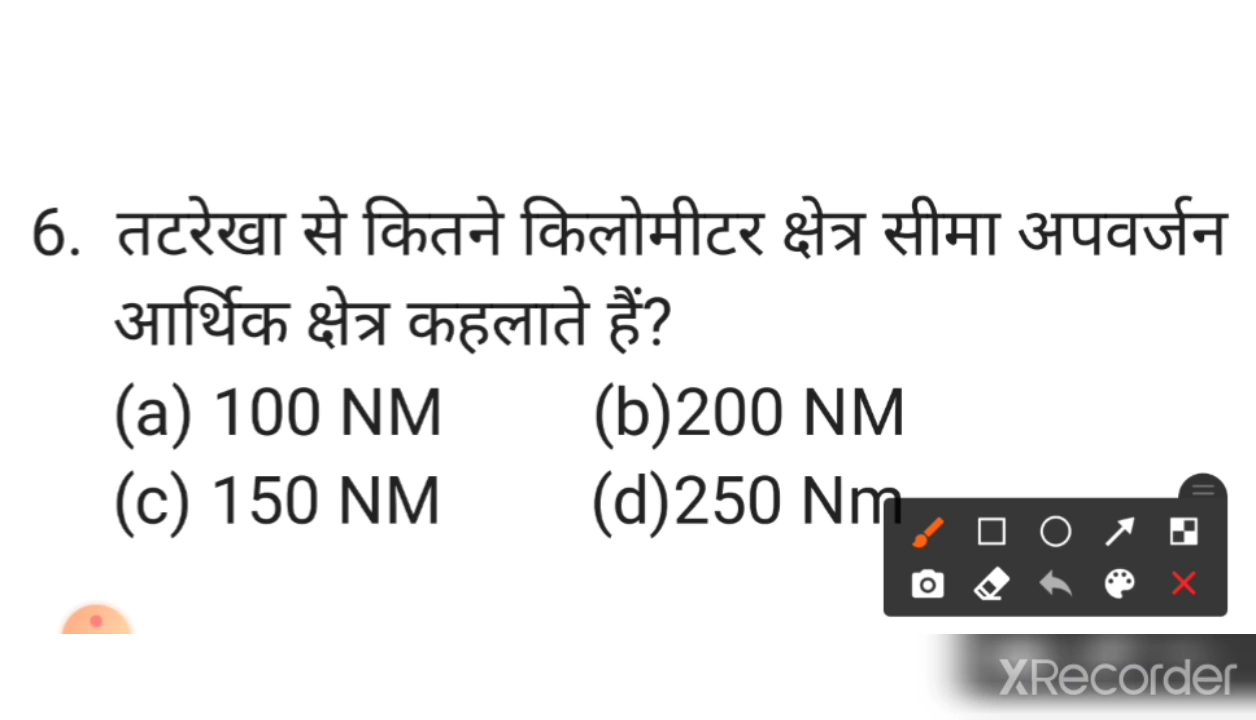 6. तटरेखा से कितने किलोमीटर क्षेत्र सीमा अपवर्जन
आर्थिक क्षेत्र कहलाते हैं?
(a) 100 NM (b)200 NM
(c) 150 NM (d)250 Nm
XRecorder